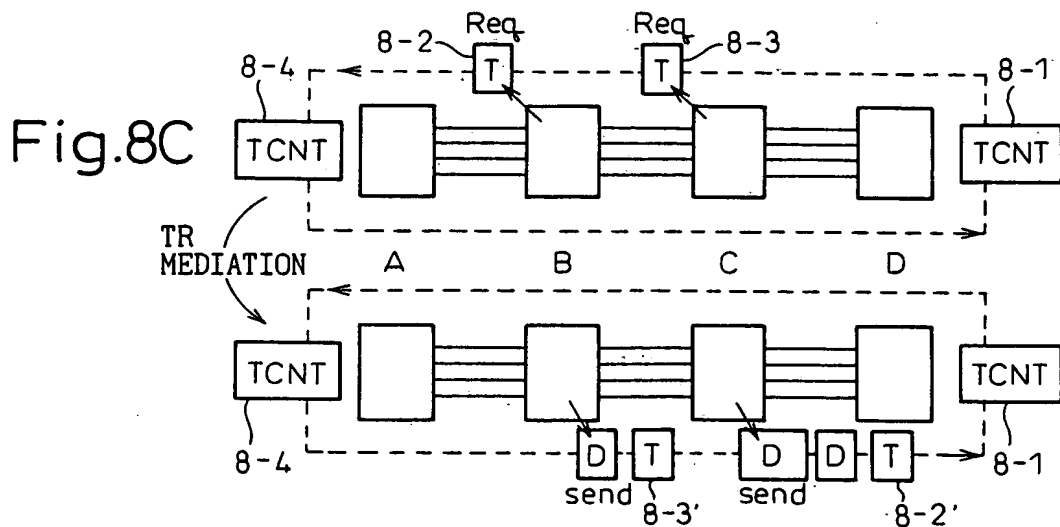 Fig.8C
Req
Req
8-2
8-3
8-4
8-1
T
T
TCNT
TCNT
TR
MEDIATION
A B C D
TCNT
TCNT
8-4
D T
D D T
8-1
send
8-3'
send
8-2'